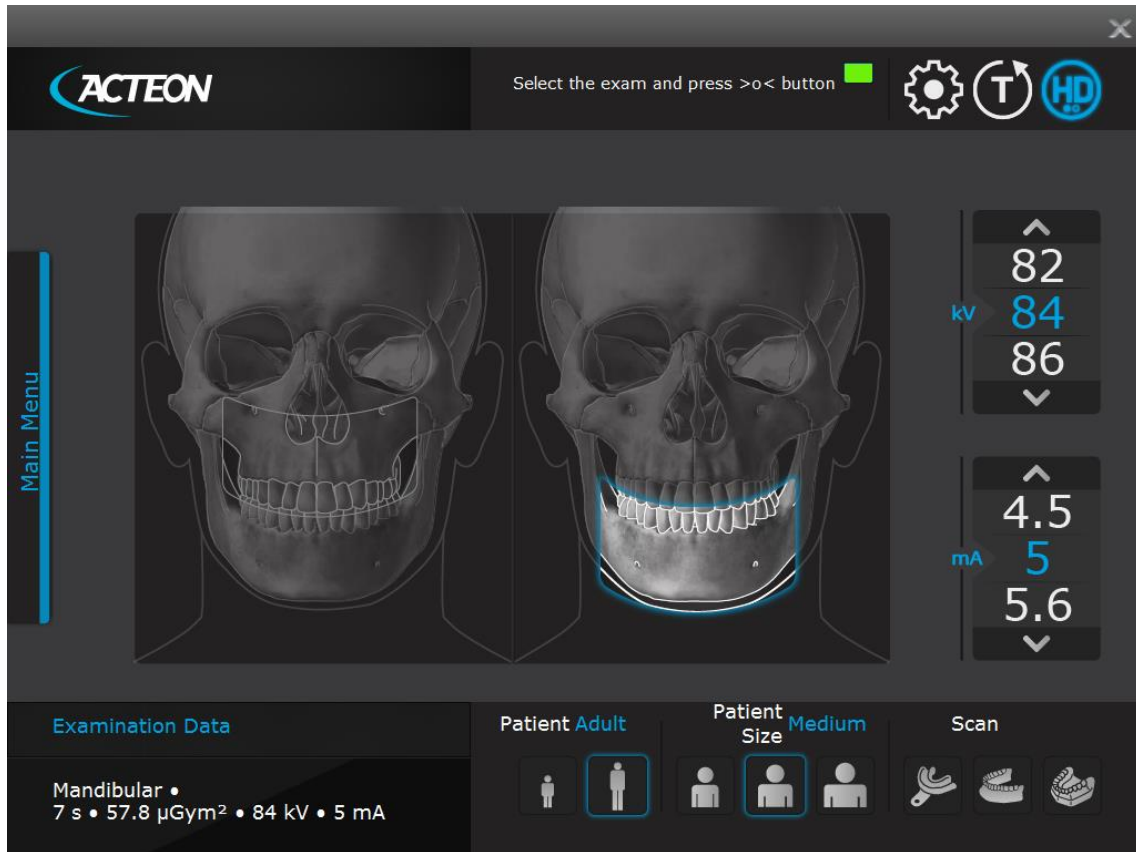 ACTEON
Select the exam and press >o< button
T
HD
Main Menu
82
kV 84
86
4.5
mA 5
5.6
Examination Data
Mandibular •
7 s • 57.8 µGym² • 84 kV • 5 mA
Patient Adult
Patient Size Medium
Scan